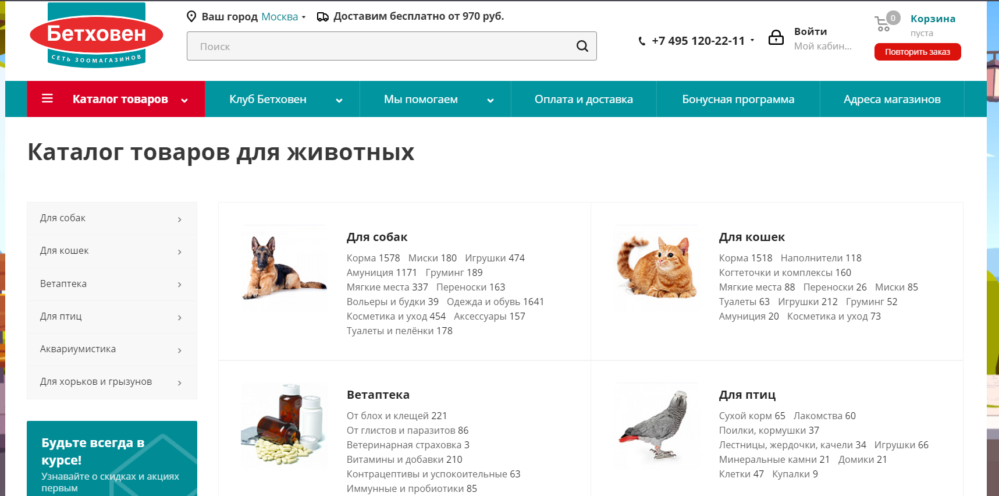 Бетховен
СЕТЬ ЗООМАГАЗИНОВ
Ваш город Москва
Доставим бесплатно от 970 руб.
Поиск
+7 495 120-22-11
Войти
Мой кабин...
0
Корзина
пуста
Повторить заказ
Каталог товаров
Клуб Бетховен
Мы помогаем
Оплата и доставка
Бонусная программа
Адреса магазинов
Каталог товаров для животных
Для собак
Для кошек
Ветаптека
Для птиц
Аквариумистика
Для хорьков и грызунов
Будьте всегда в
курсе!
Узнавайте о скидках и акциях
первым
Для собак
Корма 1578 Миски 180 Игрушки 474
Амуниция 1171 Груминг 189
Мягкие места 337 Переноски 163
Вольеры и будки 39 Одежда и обувь 1641
Косметика и уход 454 Аксессуары 157
Туалеты и пелёнки 178
Для кошек
Корма 1518 Наполнители 118
Когтеточки и комплексы 160
Мягкие места 88 Переноски 26 Миски 85
Туалеты 63 Игрушки 212 Груминг 52
Амуниция 20 Косметика и уход 73
Ветаптека
От блох и клещей 221
От глистов и паразитов 86
Ветеринарная страховка 3
Витамины и добавки 210
Контрацептивы и успокоительные 63
Иммунные и пробиотики 85
Для птиц
Сухой корм 65 Лакомства 60
Поилки, кормушки 37
Лестницы, жердочки, качели 34 Игрушки 66
Минеральные камни 21 Домики 21
Клетки 47 Купалки 9